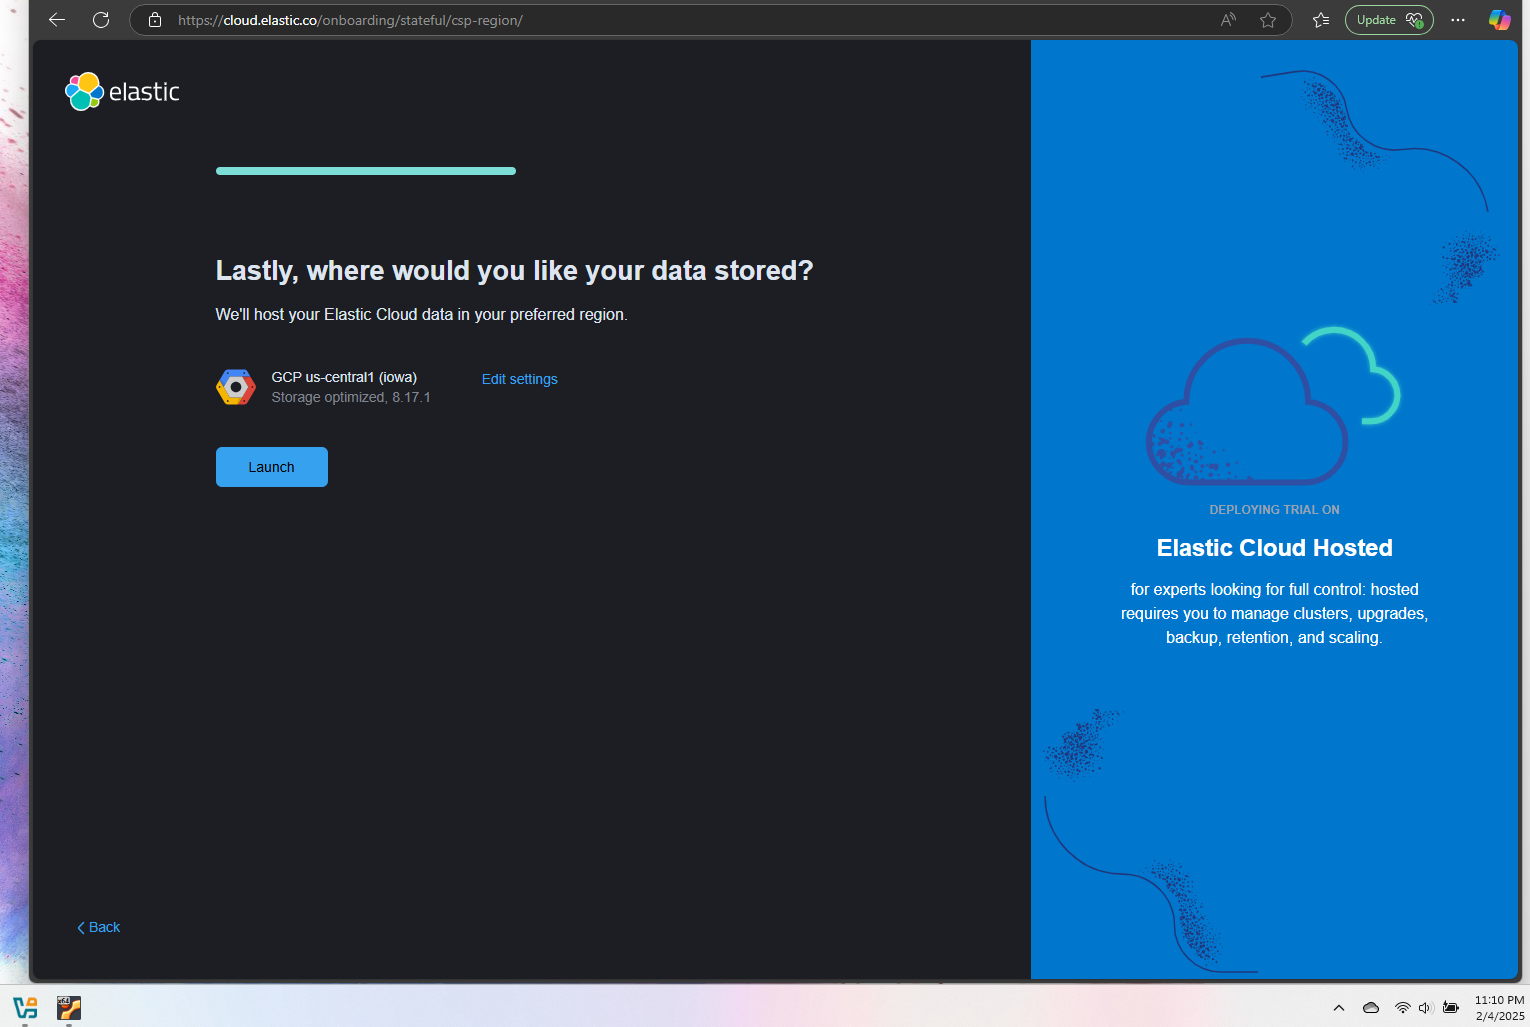 https://cloud.elastic.co/onboarding/stateful/csp-region/
Update
elastic
Lastly, where would you like your data stored?
We'll host your Elastic Cloud data in your preferred region.
GCP us-central1 (iowa)
Edit settings
Storage optimized, 8.17.1
Launch
DEPLOYING TRIAL ON
Elastic Cloud Hosted
for experts looking for full control: hosted
requires you to manage clusters, upgrades,
backup, retention, and scaling.
Back
x64
11:10 PM
2/4/2025